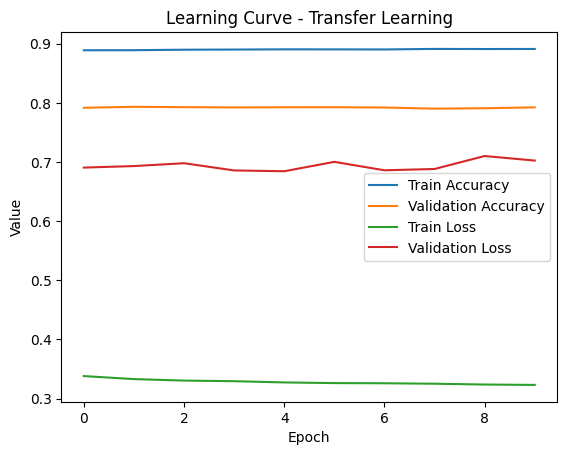 Learning Curve - Transfer Learning
0.9
0.8
0.7
0.6
0.5
0.4
0.3
Value
Train Accuracy
Validation Accuracy
Train Loss
Validation Loss
0 2 4 6 8
Epoch